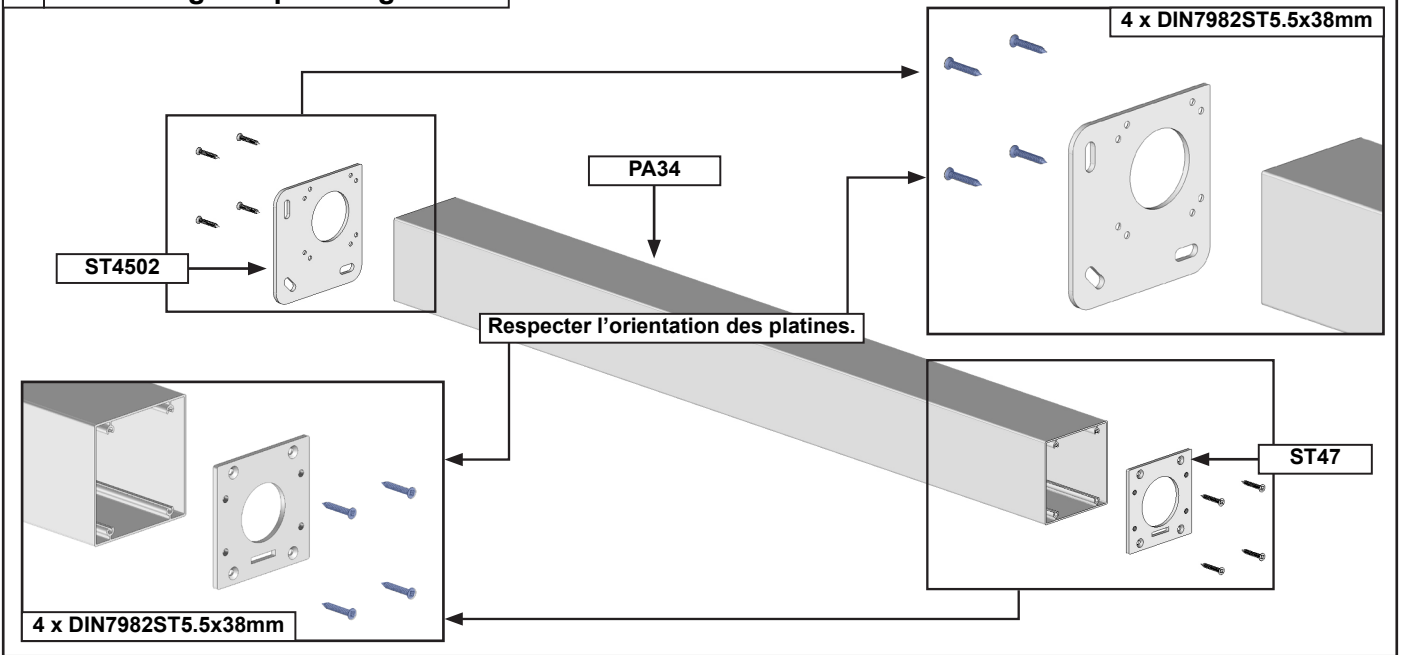 4 x DIN7982ST5.5x38mm
PA34
ST4502
Respecter l’orientation des platines.
ST47
4 x DIN7982ST5.5x38mm